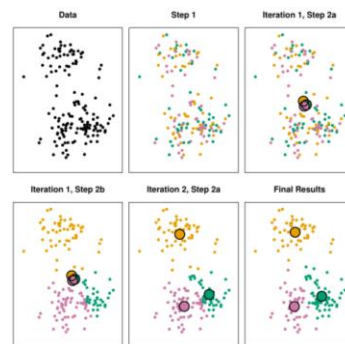 Data
Step 1
Iteration 1, Step 2a
Iteration 1, Step 2b
Iteration 2, Step 2a
Final Results